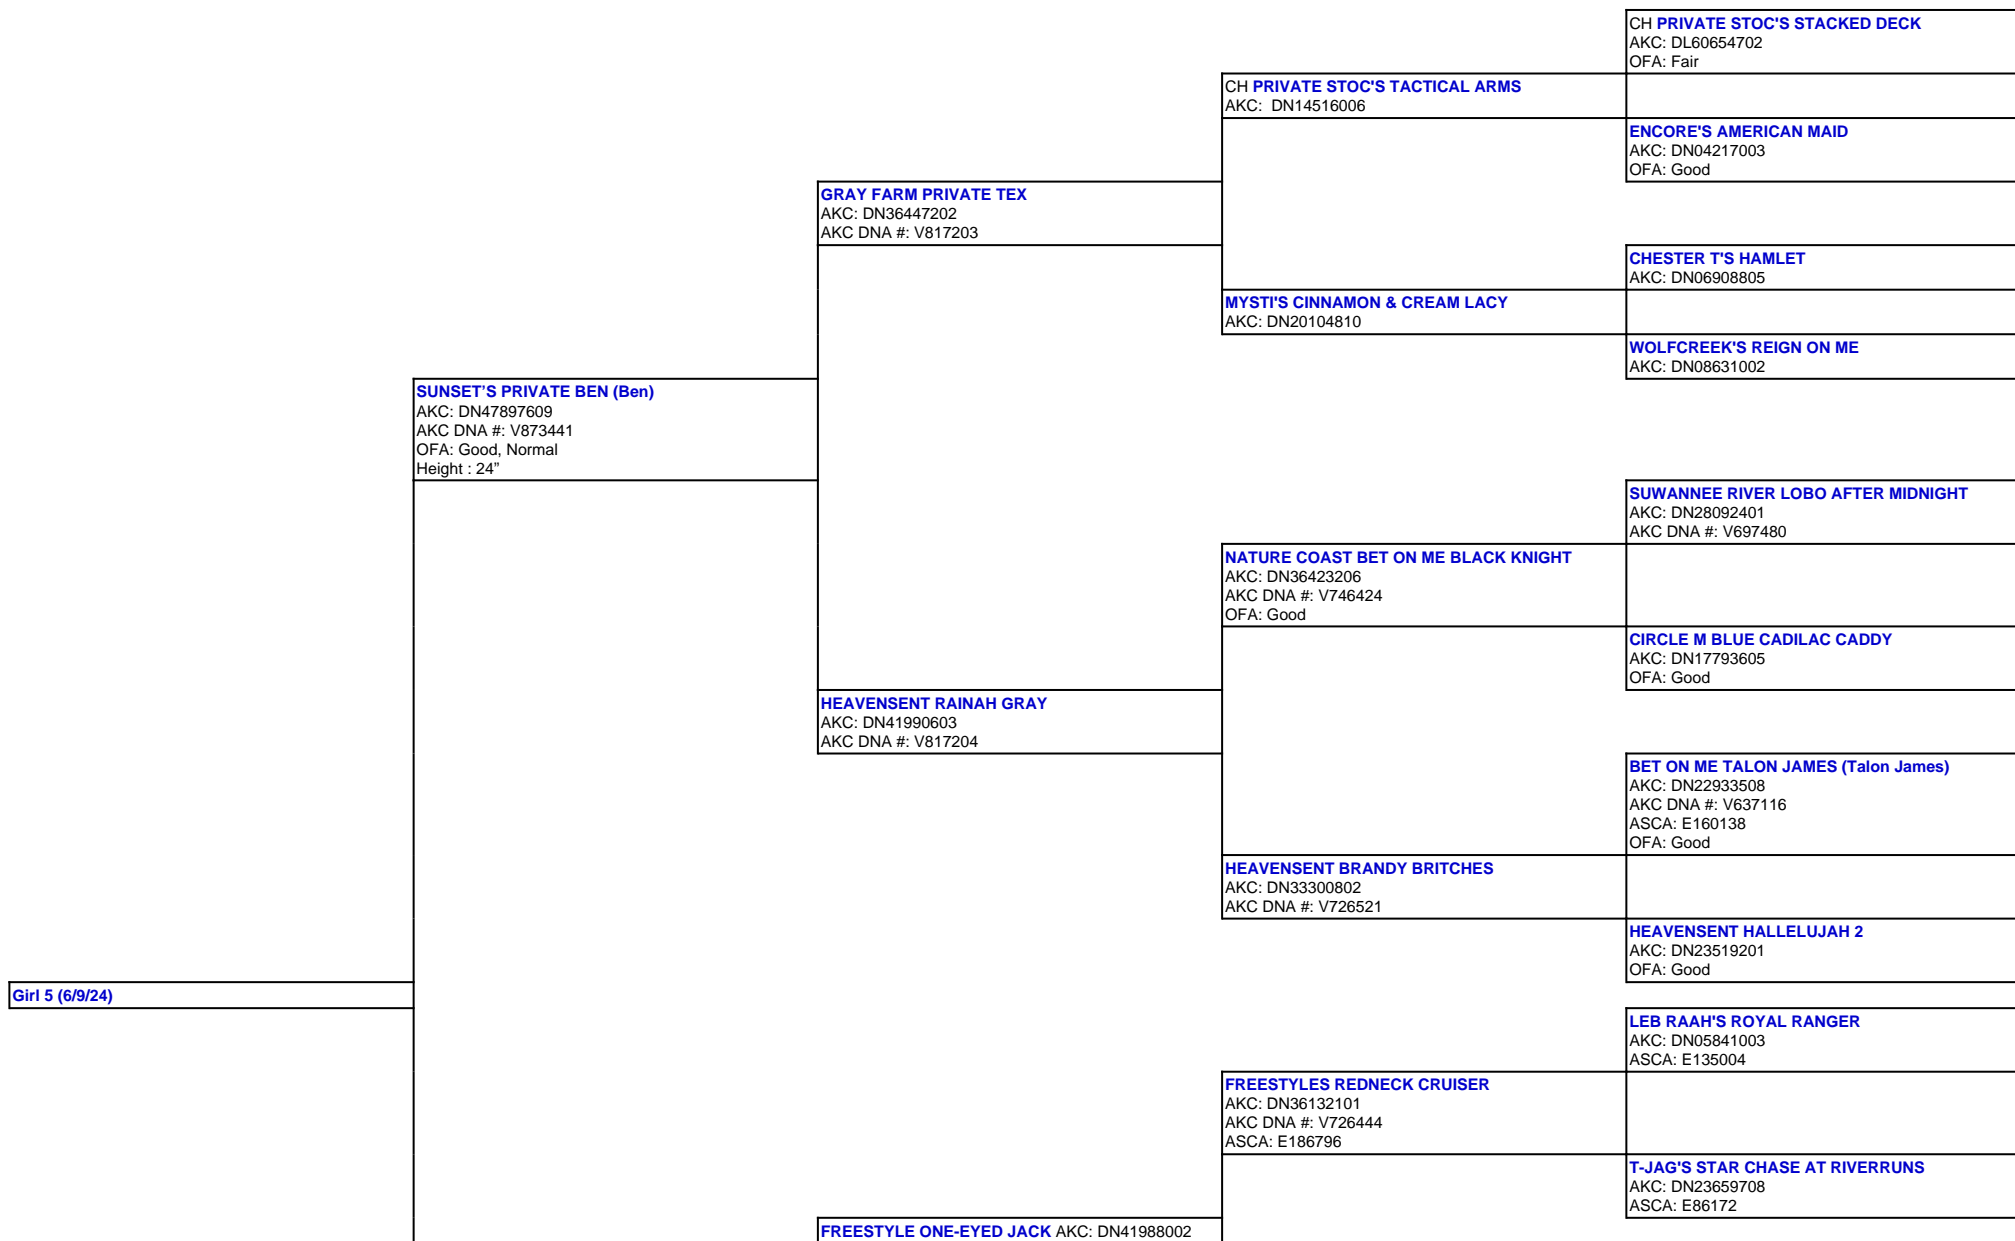 CH PRIVATE STOC'S STACKED DECK
AKC: DL60654702
OFA: Fair
CH PRIVATE STOC'S TACTICAL ARMS
AKC:  DN14516006
ENCORE'S AMERICAN MAID
AKC: DN04217003
OFA: Good
GRAY FARM PRIVATE TEX
AKC: DN36447202
AKC DNA #: V817203
CHESTER T'S HAMLET
AKC: DN06908805
MYSTI'S CINNAMON & CREAM LACY
AKC: DN20104810
WOLFCREEK'S REIGN ON ME
AKC: DN08631002
SUNSET’S PRIVATE BEN (Ben)
AKC: DN47897609
AKC DNA #: V873441
OFA: Good, Normal
Height : 24”
SUWANNEE RIVER LOBO AFTER MIDNIGHT
AKC: DN28092401
AKC DNA #: V697480
NATURE COAST BET ON ME BLACK KNIGHT
AKC: DN36423206
AKC DNA #: V746424
OFA: Good
CIRCLE M BLUE CADILAC CADDY
AKC: DN17793605
OFA: Good
HEAVENSENT RAINAH GRAY
AKC: DN41990603
AKC DNA #: V817204
BET ON ME TALON JAMES (Talon James)
AKC: DN22933508
AKC DNA #: V637116
ASCA: E160138
OFA: Good
HEAVENSENT BRANDY BRITCHES
AKC: DN33300802
AKC DNA #: V726521
HEAVENSENT HALLELUJAH 2
AKC: DN23519201
OFA: Good
Girl 5 (6/9/24)
LEB RAAH'S ROYAL RANGER
AKC: DN05841003
ASCA: E135004
FREESTYLES REDNECK CRUISER
AKC: DN36132101
AKC DNA #: V726444
ASCA: E186796
T-JAG'S STAR CHASE AT RIVERRUNS
AKC: DN23659708
ASCA: E86172
FREESTYLE ONE-EYED JACK AKC: DN41988002